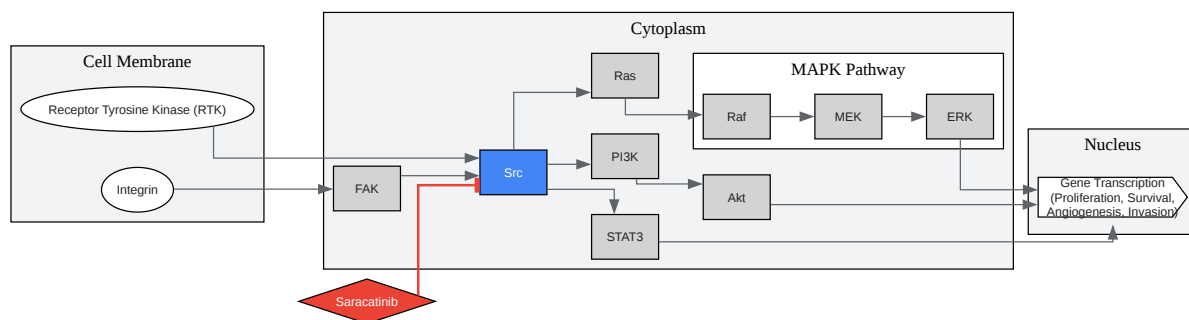 Cytoplasm
Cell Membrane
Receptor Tyrosine Kinase (RTK)
Integrin
FAK
Src
Ras
PI3K
STAT3
MAPK Pathway
Raf
MEK
ERK
Akt
Nucleus
Gene Transcription
(Proliferation, Survival,
Angiogenesis, Invasion)
Saracatinib